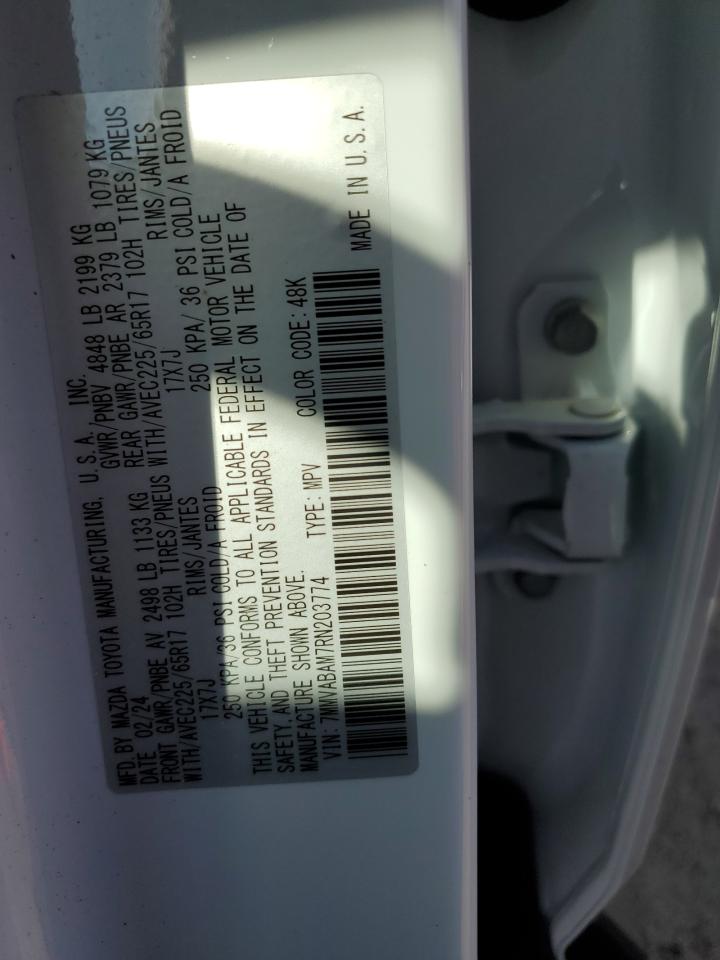 MFD. BY MAZDA TOYOTA MANUFACTURING, U.S.A. INC.
DATE 02/24 GVWR/PNBV 4848 LB 2199 KG
FRONT GAWR/PNBE AV 2498 LB 1133 KG REAR GAWR/PNBE AR 2379 LB 1079 KG
WITH/AVEC225/65R17 102H TIRES/PNEUS WITH/AVEC225/65R17 102H TIRES/PNEUS
17X7J RIMS/JANTES 17X7J RIMS/JANTES
250 KPA/36 PSI COLD/A FROID 250 KPA/ 36 PSI COLD/A FROID
THIS VEHICLE CONFORMS TO ALL APPLICABLE FEDERAL MOTOR VEHICLE
SAFETY, AND THEFT PREVENTION STANDARDS IN EFFECT ON THE DATE OF
MANUFACTURE SHOWN ABOVE.
VIN: 7MMVABAM7RN203774 TYPE: MPV COLOR CODE: 48K
MADE IN U.S.A.